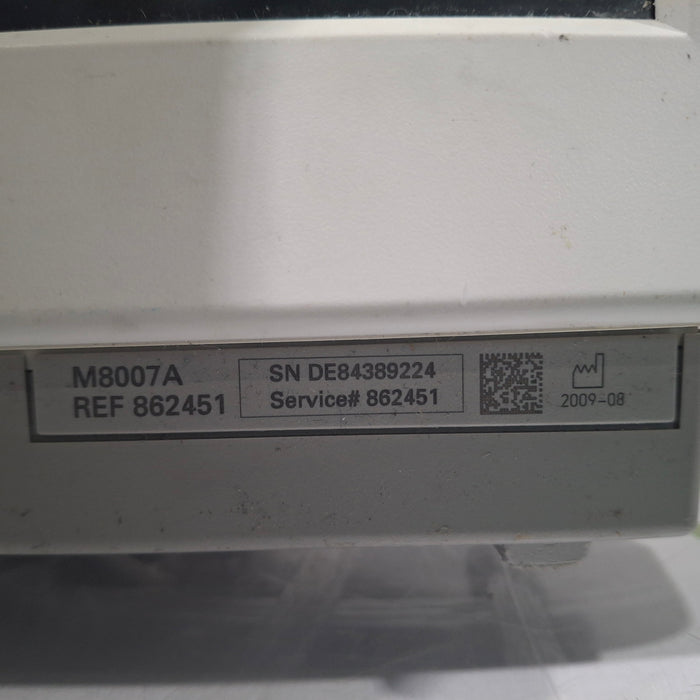 M8007A
REF 862451
SN DE84389224
Service# 862451
2009-08